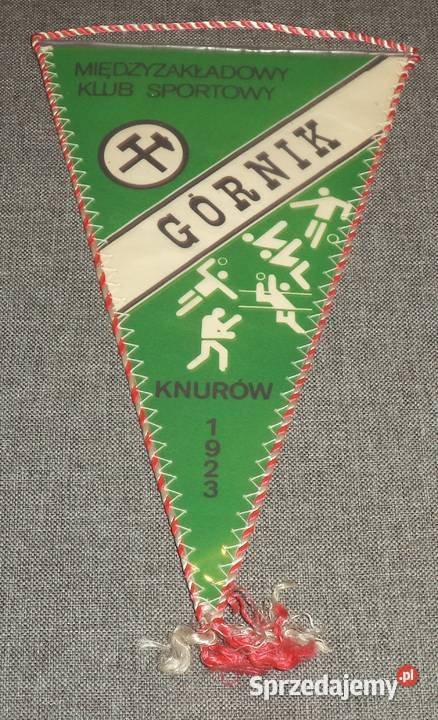 MIĘDZYZAKŁADOWY
KLUB SPORTOWY
GÓRNIK
KNURÓW
1923
Sprzedajemy.pl